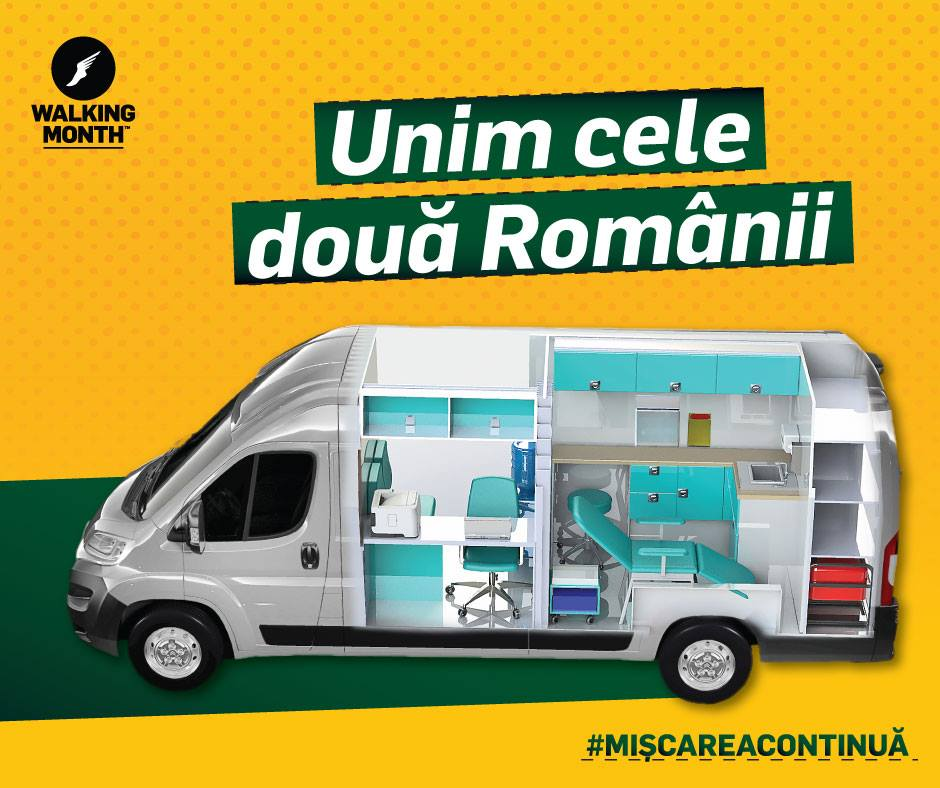 WALKING
MONTH™
Unim cele
două Românii
#MIȘCAREACONTINUĂ